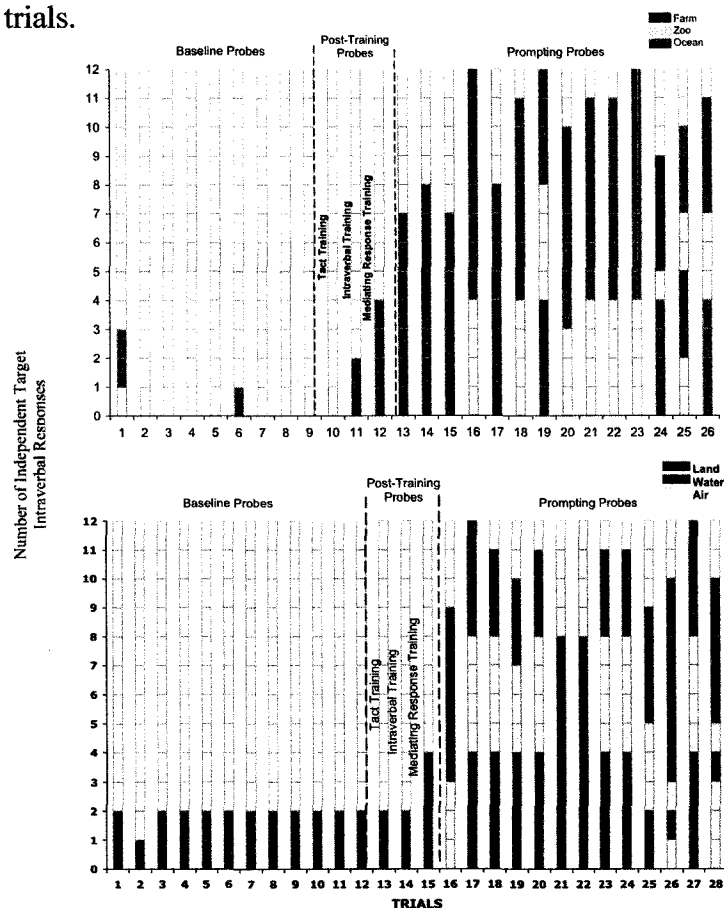 trials.
Farm
Zoo
Ocean
Baseline Probes
Post-Training
Probes
Prompting Probes
12
11
10
9
8
7
6
5
4
3
2
1
0
Tact Training
Intraverbal Training
Mediating Response Training
1 2 3 4 5 6 7 8 9 10 11 12 13 14 15 16 17 18 19 20 21 22 23 24 25 26
Number of Independent Target
Intraverbal Responses
Land
Water
Air
Baseline Probes
Post-Training
Probes
Prompting Probes
12
11
10
9
8
7
6
5
4
3
2
1
0
Tact Training
Intraverbal Training
Mediating Response Training
1 2 3 4 5 6 7 8 9 10 11 12 13 14 15 16 17 18 19 20 21 22 23 24 25 26 27 28
TRIALS